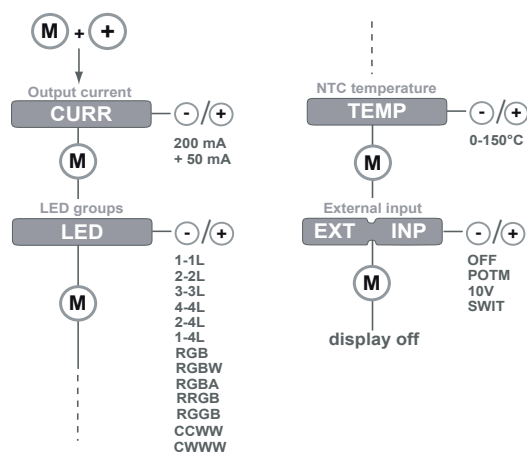 M + +
Output current
CURR
- / +
200 mA
+ 50 mA
M
LED groups
LED
- / +
1-1L
2-2L
3-3L
4-4L
2-4L
1-4L
RGB
RGBW
RGBA
RRGB
RGGB
CCWW
CWWW
M
NTC temperature
TEMP
- / +
0-150°C
M
External input
EXT INP
- / +
OFF
POTM
10V
SWIT
M
display off